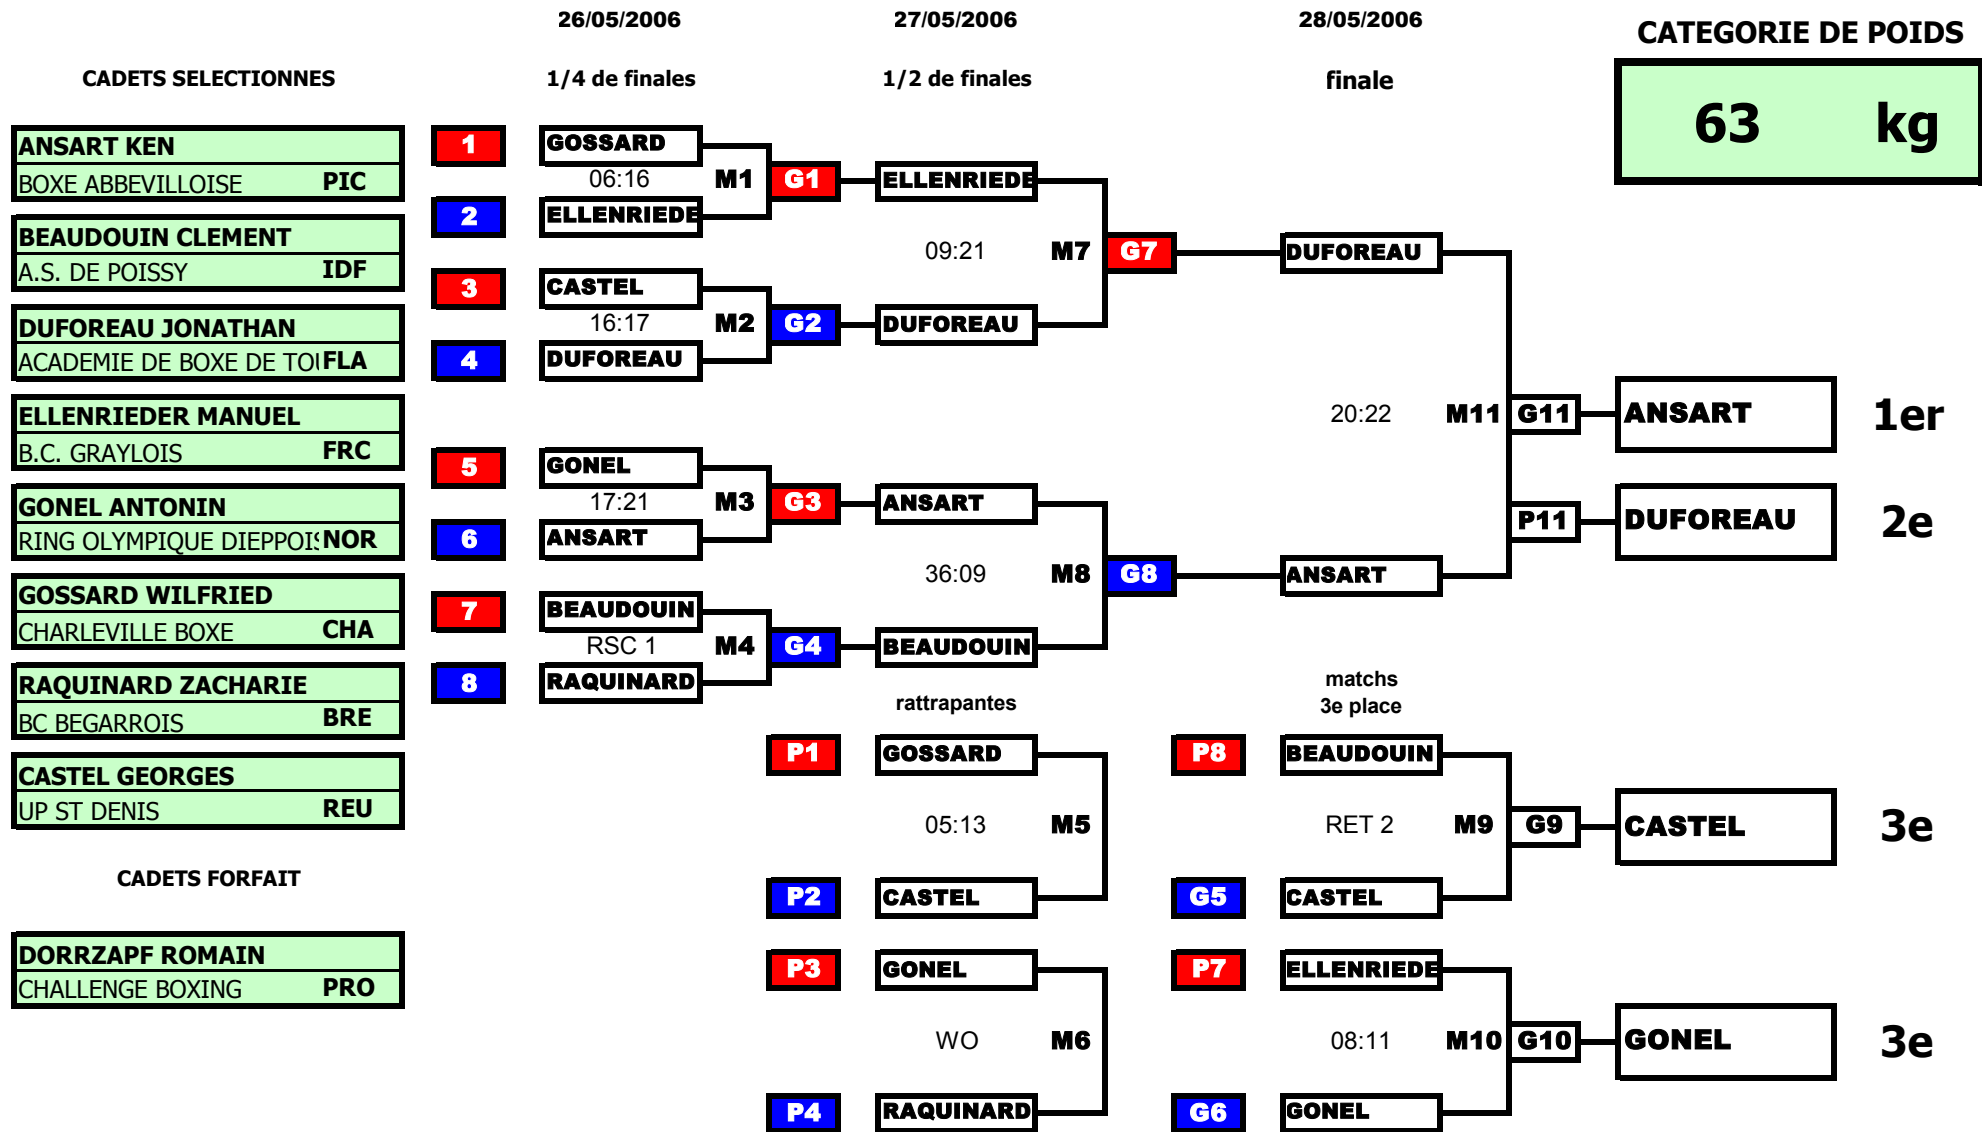 26/05/2006 27/05/2006 28/05/2006
CATEGORIE DE POIDS
CADETS SELECTIONNES 1/4 de finales 1/2 de finales finale
63 kg
ANSART KEN
BOXE ABBEVILLOISE PIC
BEAUDOUIN CLEMENT
A.S. DE POISSY IDF
DUFOREAU JONATHAN
ACADEMIE DE BOXE DE TOU FLA
ELLENRIEDER MANUEL
B.C. GRAYLOIS FRC
GONEL ANTONIN
RING OLYMPIQUE DIEPPOIS NOR
GOSSARD WILFRIED
CHARLEVILLE BOXE CHA
RAQUINARD ZACHARIE
BC BEGARROIS BRE
CASTEL GEORGES
UP ST DENIS REU
CADETS FORFAIT
DORRZAPF ROMAIN
CHALLENGE BOXING PRO
1 GOSSARD
06:16 M1 G1
2 ELLENRIEDE
3 CASTEL
16:17 M2 G2
4 DUFOREAU
5 GONEL
17:21 M3 G3
6 ANSART
7 BEAUDOUIN
RSC 1 M4 G4
8 RAQUINARD
ELLENRIEDE
09:21 M7 G7
DUFOREAU
ANSART
36:09 M8 G8
BEAUDOUIN
rattrapantes
P1 GOSSARD
05:13 M5
P2 CASTEL
P3 GONEL
WO M6
P4 RAQUINARD
DUFOREAU
20:22 M11 G11 ANSART 1er
P11 DUFOREAU 2e
ANSART
matchs
3e place
P8 BEAUDOUIN
RET 2 M9 G9 CASTEL 3e
G5 CASTEL
P7 ELLENRIEDE
08:11 M10 G10 GONEL 3e
G6 GONEL